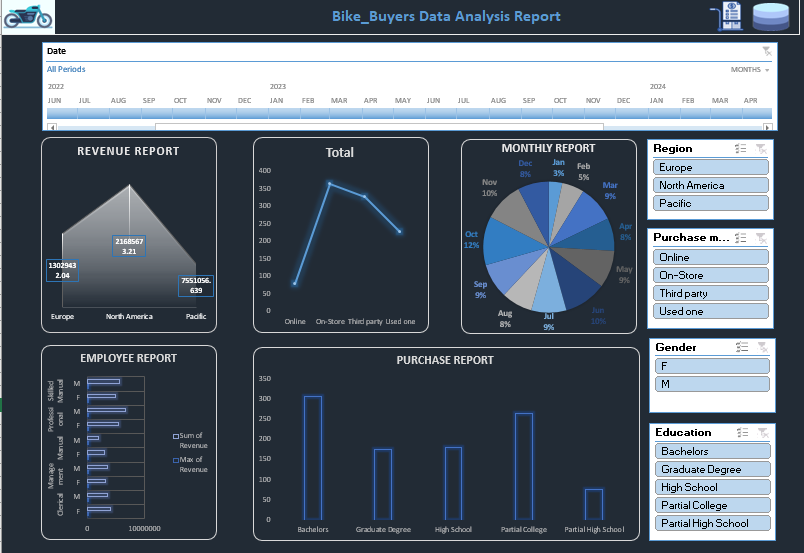 Bike_Buyers Data Analysis Report
Date
All Periods
MONTHS
2022 2023 2024
JUN JUL AUG SEP OCT NOV DEC JAN FEB MAR APR MAY JUN JUL AUG SEP OCT NOV DEC JAN FEB MAR APR
REVENUE REPORT
2168567
3.21
1302943
2.04
7551056.
639
Europe North America Pacific
Total
400
350
300
250
200
150
100
50
0
Online On-Store Third party Used one
MONTHLY REPORT
Jan
3%
Feb
5%
Mar
9%
Apr
8%
May
9%
Jun
10%
Jul
9%
Aug
8%
Sep
9%
Oct
12%
Nov
10%
Dec
8%
Region
Europe
North America
Pacific
Purchase m...
Online
On-Store
Third party
Used one
Gender
F
M
Education
Bachelors
Graduate Degree
High School
Partial College
Partial High School
EMPLOYEE REPORT
Skilled
Manual
M
F
Professi
onal
M
F
Manual
M
F
Manage
ment
M
F
Clerical
M
F
0 10000000
Sum of
Revenue
Max of
Revenue
PURCHASE REPORT
350
300
250
200
150
100
50
0
Bachelors Graduate Degree High School Partial College Partial High School